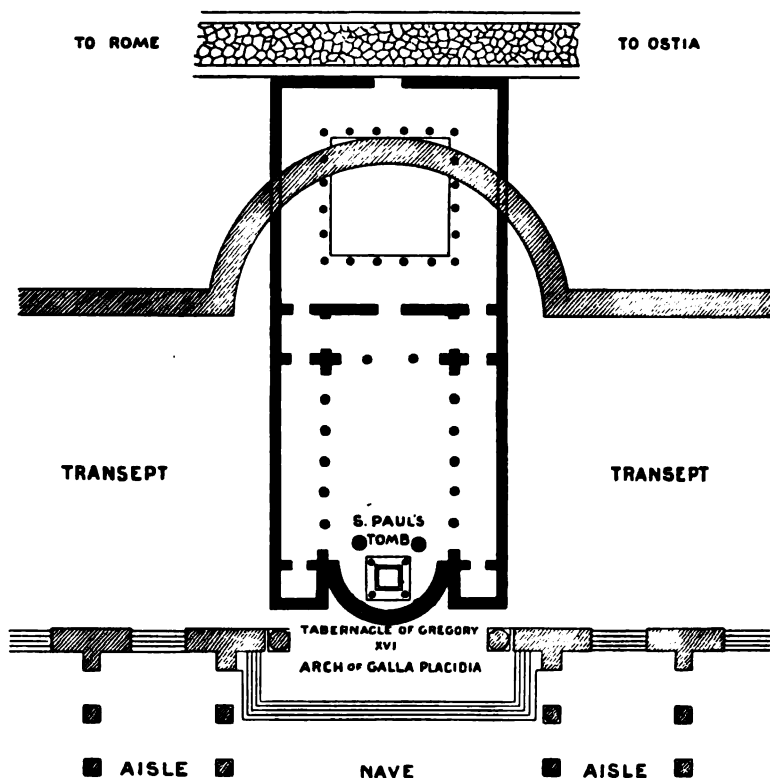 TO ROME
TO OSTIA
TRANSEPT
TRANSEPT
S. PAUL'S
TOMB
TABERNACLE OF GREGORY
XVI
ARCH OF GALLA PLACIDIA
AISLE
NAVE
AISLE